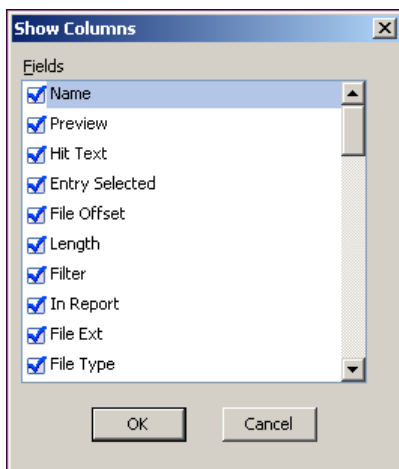 Show Columns
Fields
Name
Preview
Hit Text
Entry Selected
File Offset
Length
Filter
In Report
File Ext
File Type
OK
Cancel